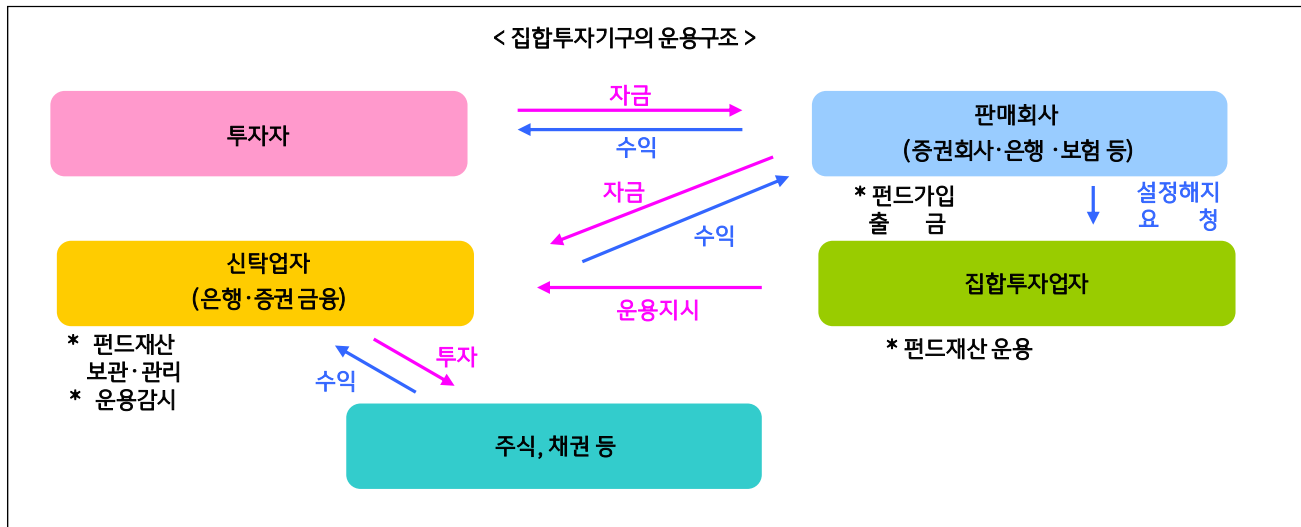 < 집합투자기구의 운용구조 >
자금
투자자
수익
판매회사
(증권회사·은행 ·보험 등)
자금
수익
* 펀드가입
출 금
설정해지
요 청
신탁업자
(은행·증권 금융)
운용지시
집합투자업자
* 펀드재산
보관·관리
* 운용감시
투자
수익
* 펀드재산 운용
주식, 채권 등